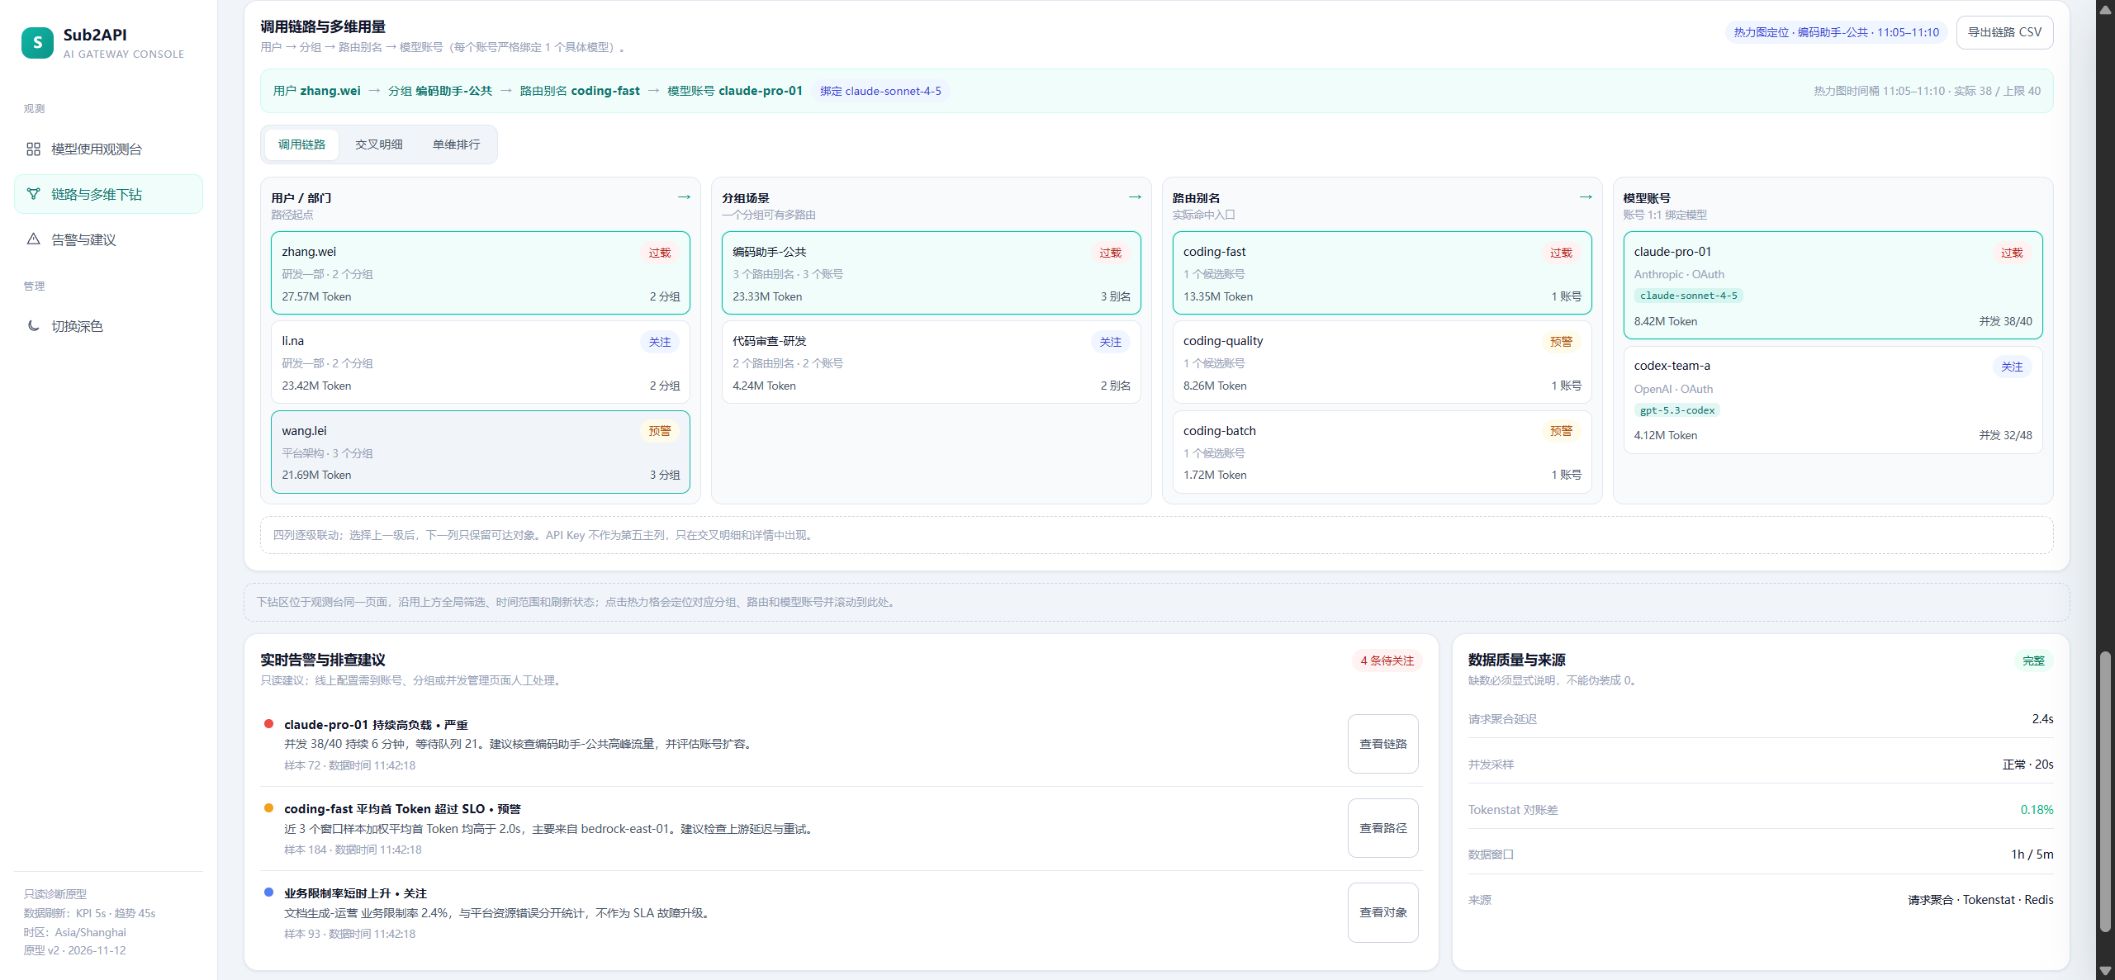 S
Sub2API
AI GATEWAY CONSOLE
观测
模型使用观测台
链路与多维下钻
告警与建议
管理
切换深色
只读诊断原型
数据刷新：KPI 5s · 趋势 45s
时区：Asia/Shanghai
原型 v2 · 2026-11-12
调用链路与多维用量
用户 → 分组 → 路由别名 → 模型账号（每个账号严格绑定 1 个具体模型）。
热力图定位 · 编码助手-公共 · 11:05–11:10
导出链路 CSV
用户 zhang.wei → 分组 编码助手-公共 → 路由别名 coding-fast → 模型账号 claude-pro-01 绑定 claude-sonnet-4-5
热力图时间桶 11:05–11:10 · 实际 38 / 上限 40
调用链路 交叉明细 单维排行
用户 / 部门 →
路径起点
zhang.wei 过载
研发一部 · 2 个分组
27.57M Token 2 分组
li.na 关注
研发一部 · 2 个分组
23.42M Token 2 分组
wang.lei 预警
平台架构 · 3 个分组
21.69M Token 3 分组
分组场景 →
一个分组可有多路由
编码助手-公共 过载
3 个路由别名 · 3 个账号
23.33M Token 3 别名
代码审查-研发 关注
2 个路由别名 · 2 个账号
4.24M Token 2 别名
路由别名 →
实际命中入口
coding-fast 过载
1 个候选账号
13.35M Token 1 账号
coding-quality 预警
1 个候选账号
8.26M Token 1 账号
coding-batch 预警
1 个候选账号
1.72M Token 1 账号
模型账号
账号 1:1 绑定模型
claude-pro-01 过载
Anthropic · OAuth
claude-sonnet-4-5
8.42M Token 并发 38/40
codex-team-a 关注
OpenAI · OAuth
gpt-5.3-codex
4.12M Token 并发 32/48
四列逐级联动；选择上一级后，下一列只保留可达对象。API Key 不作为第五主列，只在交叉明细和详情中出现。
下钻区位于观测台同一页面，沿用上方全局筛选、时间范围和刷新状态；点击热力格会定位对应分组、路由和模型账号并滚动到此处。
实时告警与排查建议
只读建议；线上配置需到账号、分组或并发管理页面人工处理。
4 条待关注
claude-pro-01 持续高负载 • 严重
并发 38/40 持续 6 分钟，等待队列 21。建议核查编码助手-公共高峰流量，并评估账号扩容。
样本 72 · 数据时间 11:42:18
查看链路
coding-fast 平均首 Token 超过 SLO • 预警
近 3 个窗口样本加权平均首 Token 均高于 2.0s，主要来自 bedrock-east-01。建议检查上游延迟与重试。
样本 184 · 数据时间 11:42:18
查看路径
业务限制率短时上升 • 关注
文档生成-运营 业务限制率 2.4%，与平台资源错误分开统计，不作为 SLA 故障升级。
样本 93 · 数据时间 11:42:18
查看对象
数据质量与来源 完整
缺数必须显式说明，不能伪装成 0。
请求聚合延迟 2.4s
并发采样 正常 · 20s
Tokenstat 对账差 0.18%
数据窗口 1h / 5m
来源 请求聚合 · Tokenstat · Redis